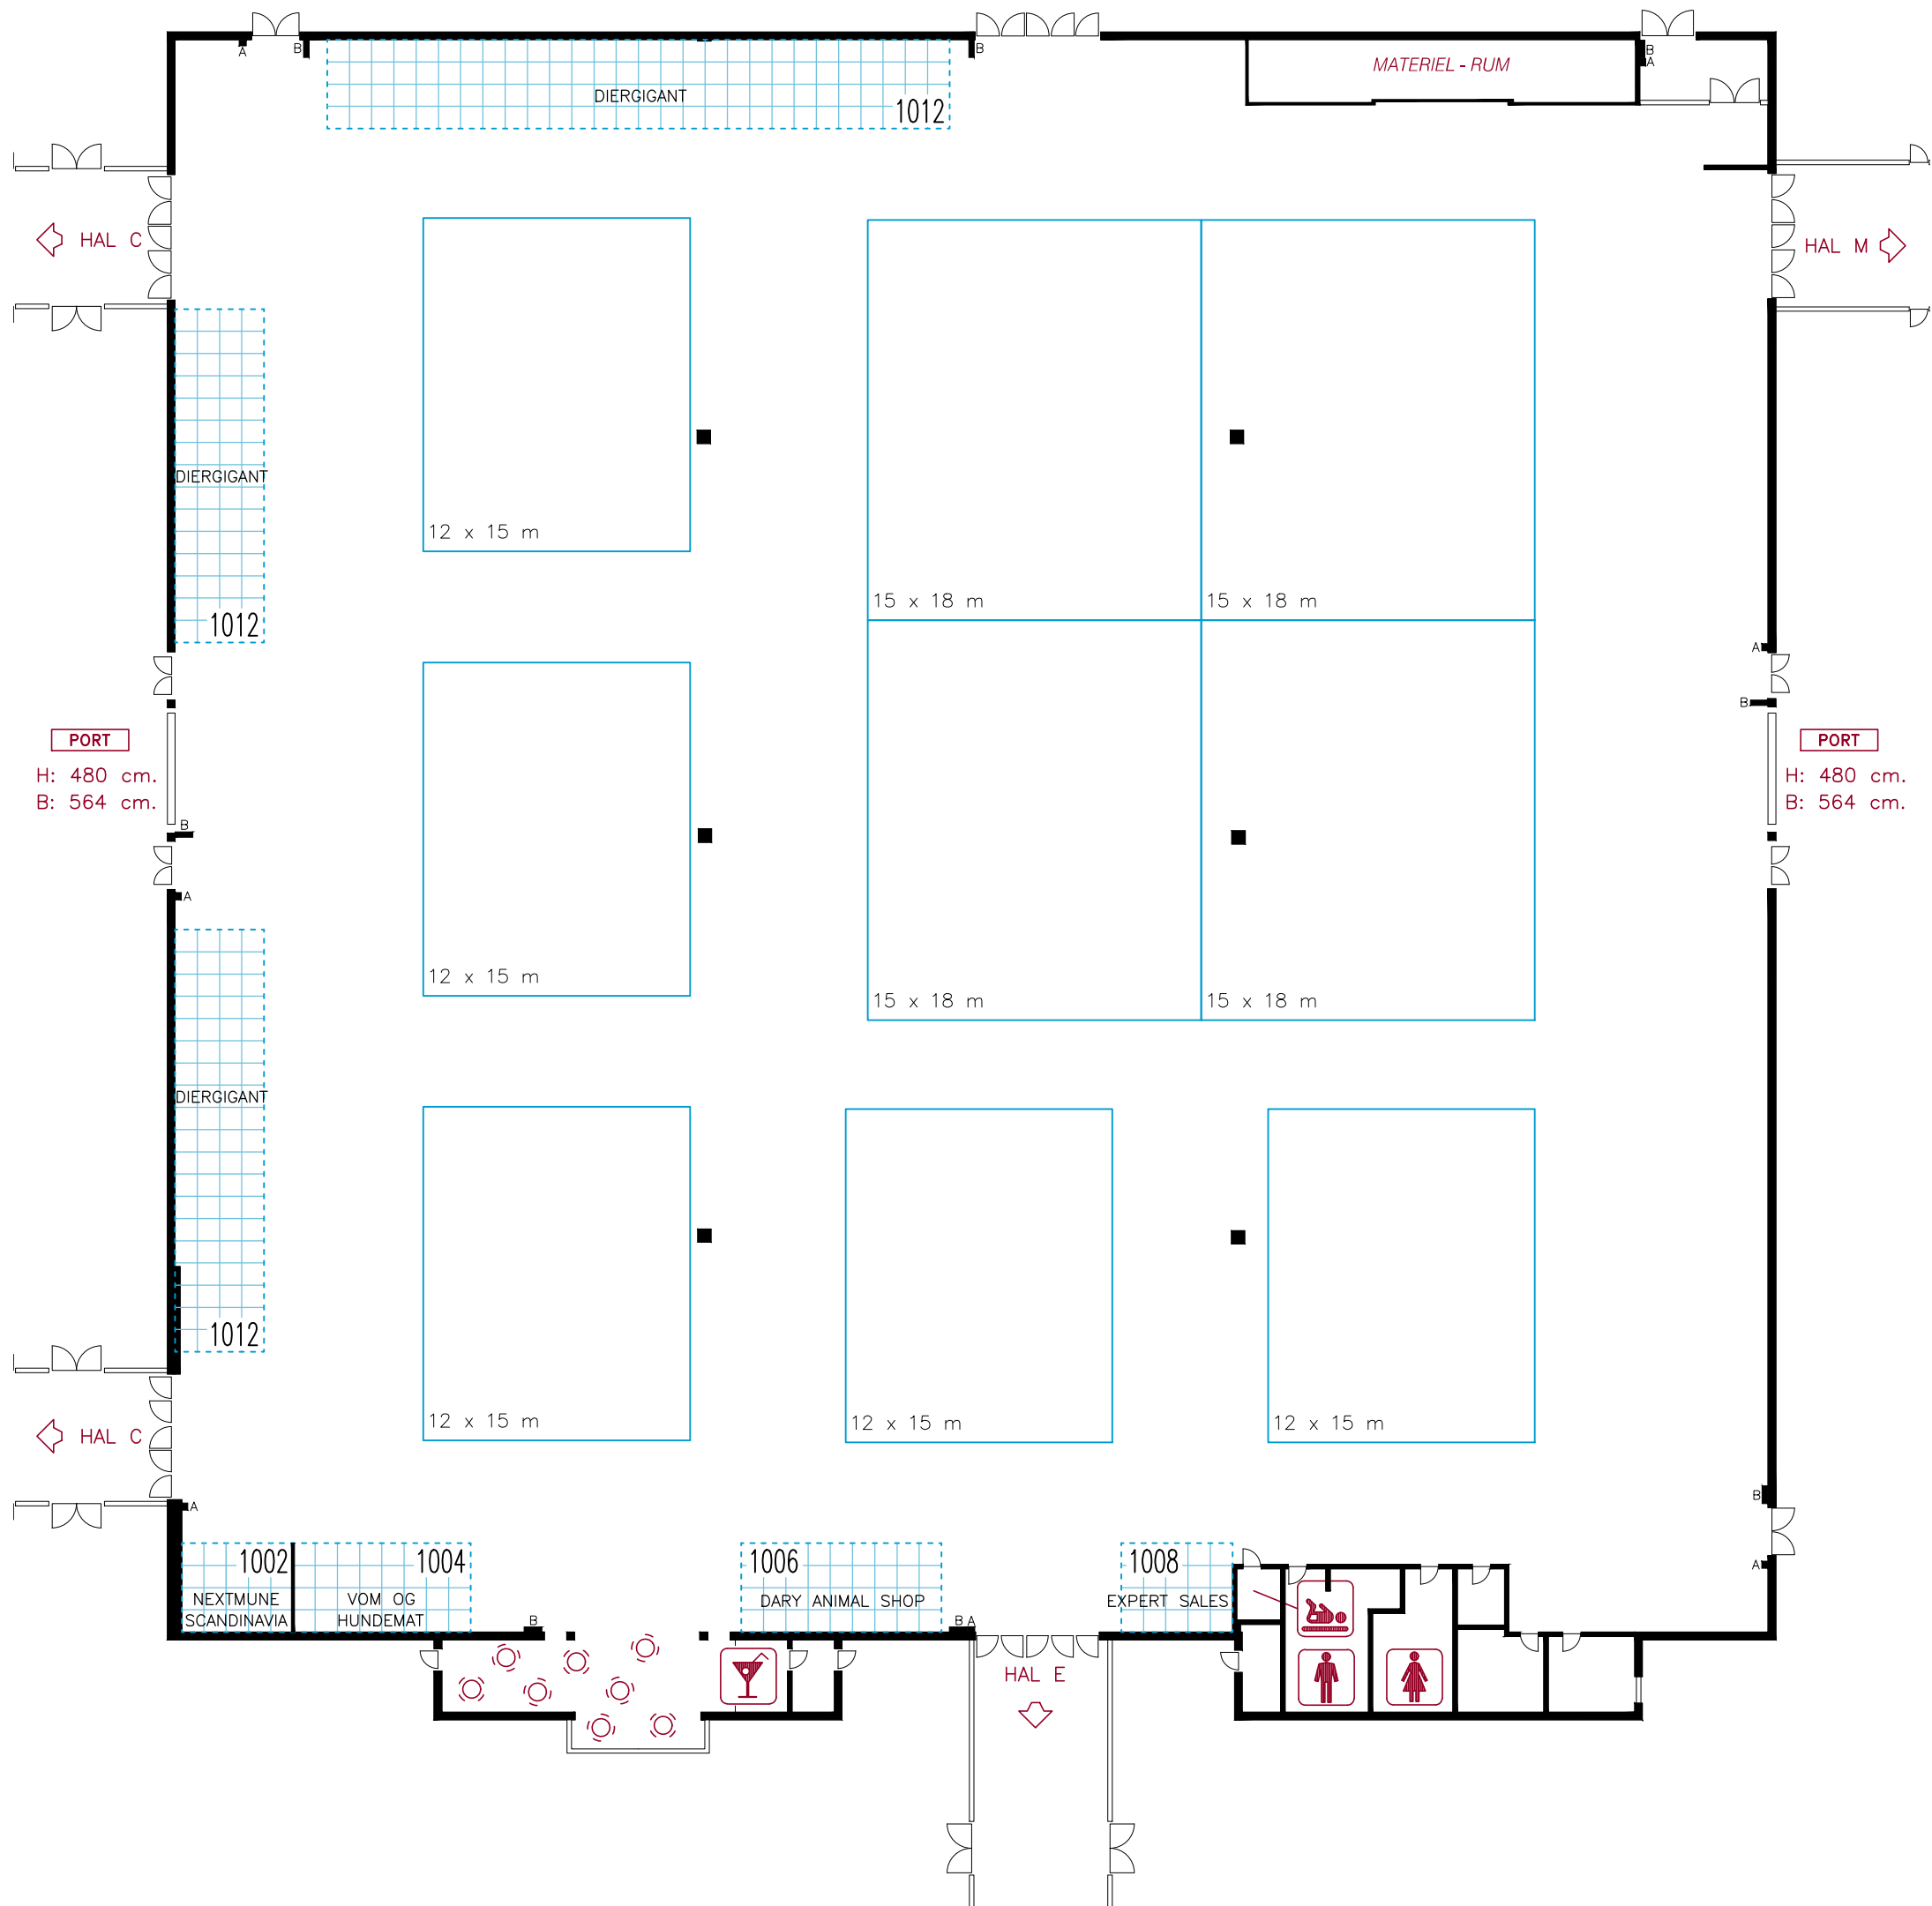 A
B
B
B
A
MATERIEL - RUM
DIERGIGANT
1012
HAL C
HAL M
DIERGIGANT
12 x 15 m
15 x 18 m
15 x 18 m
1012
A
B
PORT
H: 480 cm.
B: 564 cm.
PORT
H: 480 cm.
B: 564 cm.
B
A
12 x 15 m
15 x 18 m
15 x 18 m
DIERGIGANT
1012
12 x 15 m
12 x 15 m
12 x 15 m
HAL C
A
B
A
1002
NEXTMUNE
SCANDINAVIA
1004
VOM OG
HUNDEMAT
1006
DARY ANIMAL SHOP
1008
EXPERT SALES
B
B A
HAL E